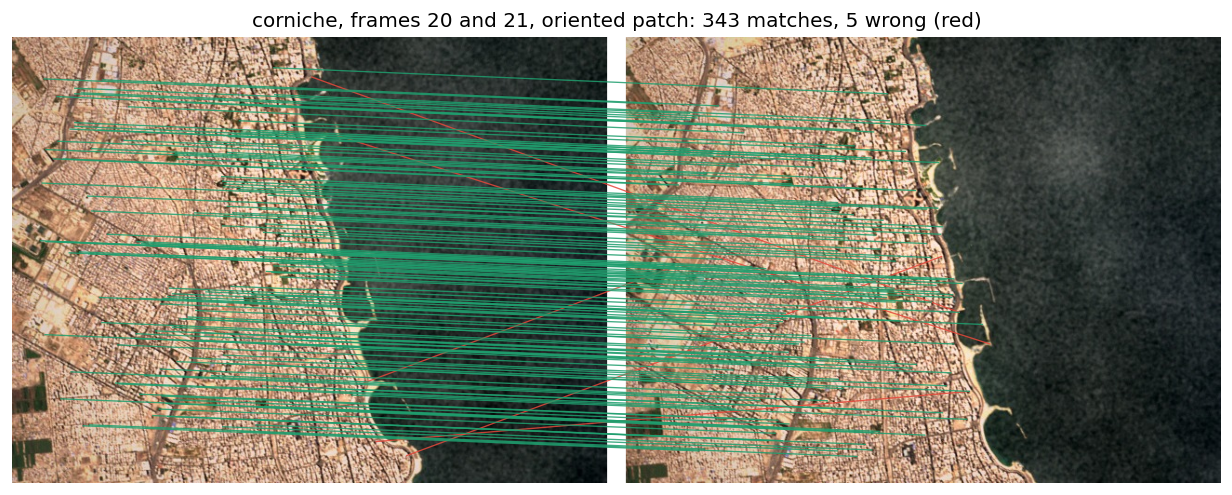 corniche, frames 20 and 21, oriented patch: 343 matches, 5 wrong (red)